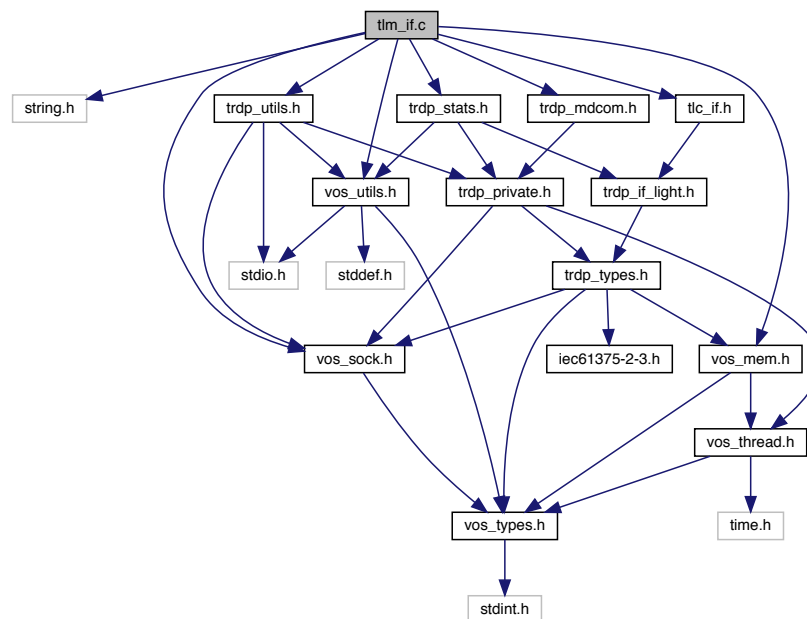 tlm_if.c
string.h
trdp_utils.h
trdp_stats.h
trdp_mdcom.h
tlc_if.h
vos_utils.h
trdp_private.h
trdp_if_light.h
stdio.h
stddef.h
trdp_types.h
vos_sock.h
iec61375-2-3.h
vos_mem.h
vos_thread.h
vos_types.h
time.h
stdint.h